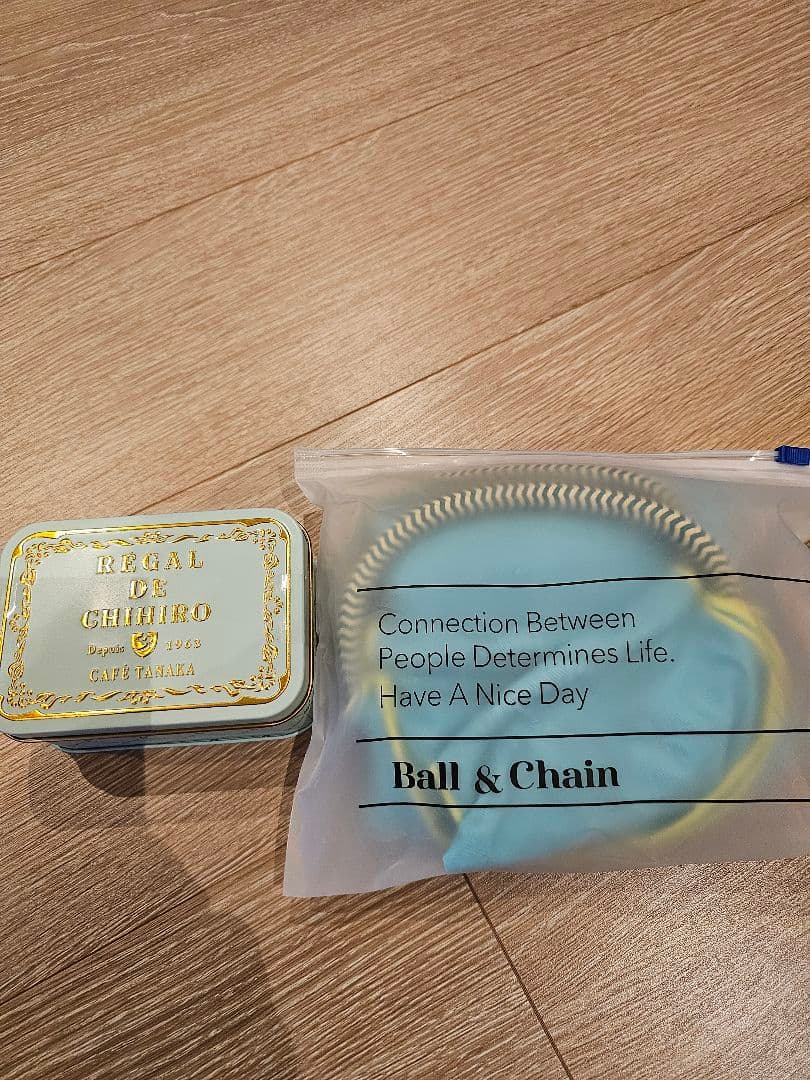 REGAL
DE
CHIHIRO
Depuis 1963
CAFÉ TANAKA
Connection Between
People Determines Life.
Have A Nice Day
Ball & Chain